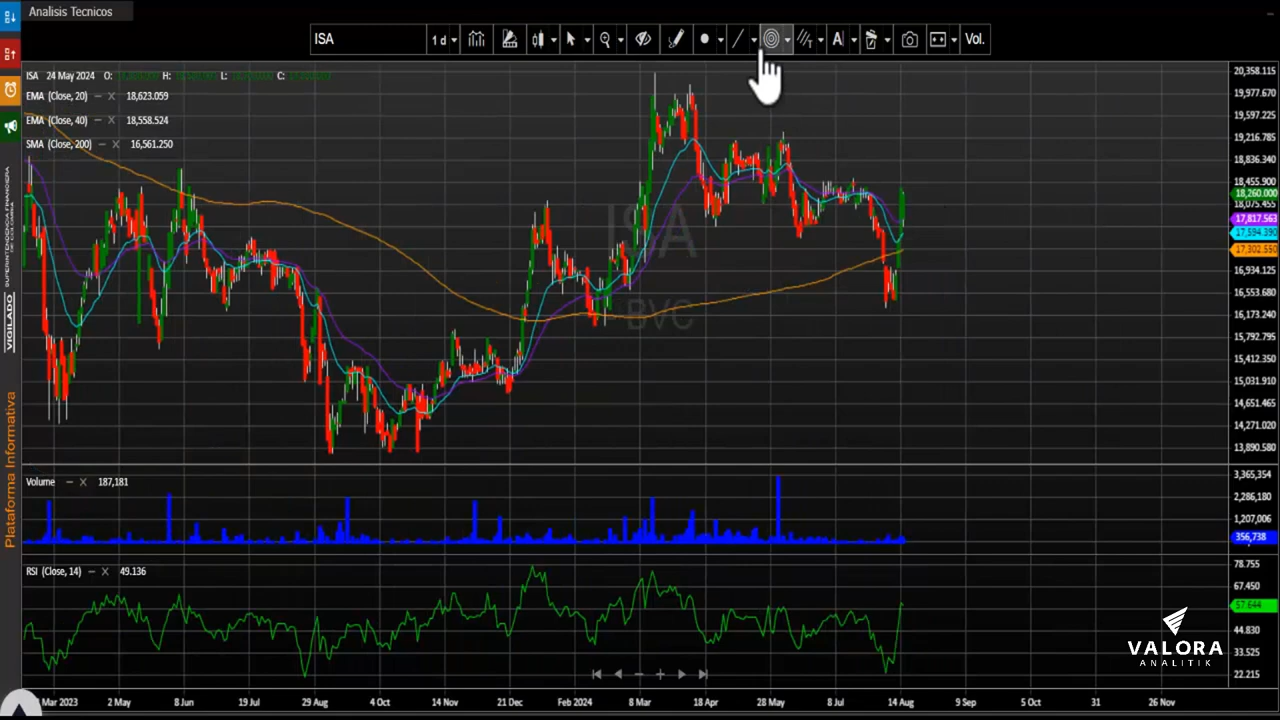 Analisis Tecnicos
ISA
1 d
A
Vol.
ISA 24 May 2024 O: H: L: C:
EMA (Close, 20) – X 18,623.059
EMA (Close, 40) – X 18,558.524
SMA (Close, 200) – X 16,561.250
ISA
BVC
20,358.115
19,977.670
19,597.225
19,216.785
18,836.340
18,455.900
18,260.000
18,075.455
17,817.563
17,302.550
16,934.125
16,553.680
16,173.240
15,792.795
15,412.350
15,031.910
14,651.465
14,271.020
13,890.580
Volume – X 187,181
3,365,354
2,286,180
1,207,006
356,738
RSI (Close, 14) – X 49.136
78.755
67.450
57.644
44.830
33.525
22.215
Mar 2023 2 May 8 Jun 19 Jul 29 Aug 4 Oct 14 Nov 21 Dec Feb 2024 8 Mar 18 Apr 28 May 8 Jul 14 Aug 9 Sep 5 Oct 31 26 Nov
VIGILADO
SUPERINTENDENCIA FINANCIERA
DE COLOMBIA
Plataforma Informativa
VALORA
ANALITIK